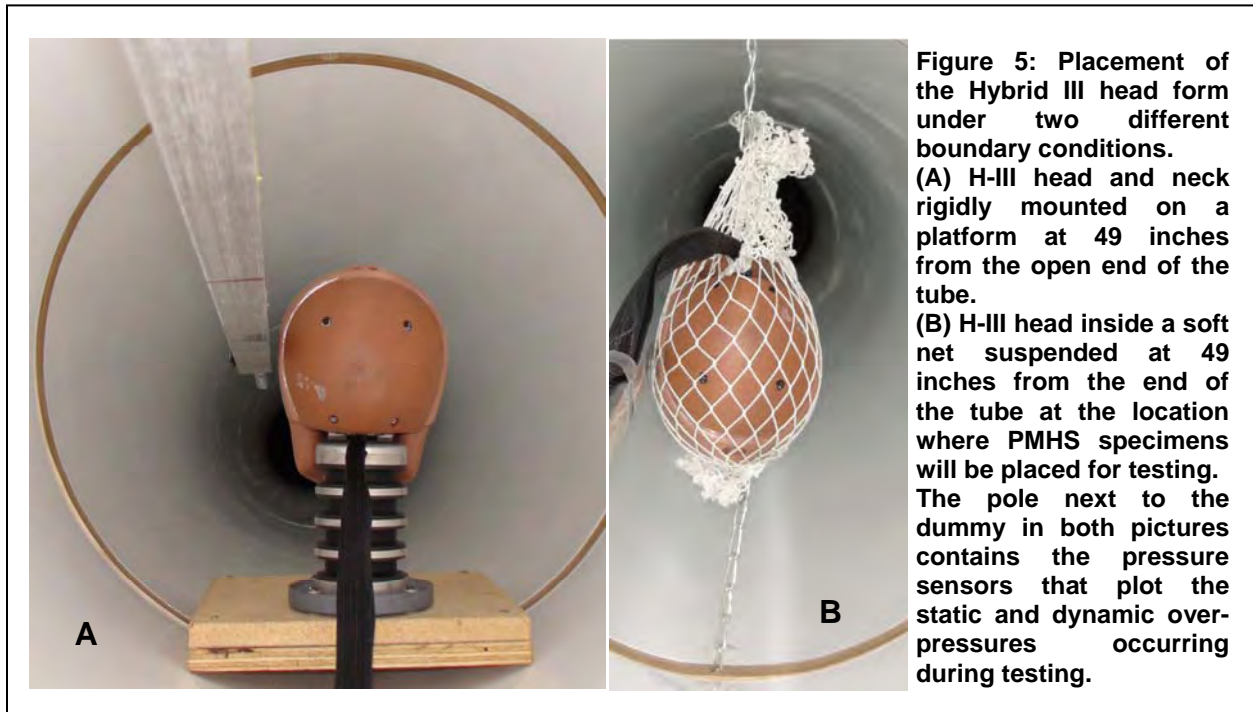 Figure 5: Placement of
the Hybrid III head form
under two different
boundary conditions.
(A) H-III head and neck
rigidly mounted on a
platform at 49 inches
from the open end of the
tube.
(B) H-III head inside a soft
net suspended at 49
inches from the end of
the tube at the location
where PMHS specimens
will be placed for testing.
The pole next to the
dummy in both pictures
contains the pressure
sensors that plot the
static and dynamic over-
pressures occurring
during testing.
A
B